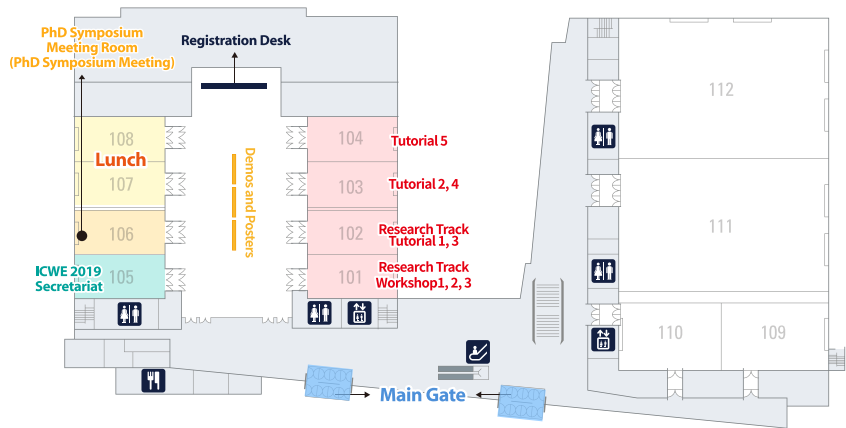 PhD Symposium
Meeting Room
(PhD Symposium Meeting)
Registration Desk
112
108
Lunch
107
106
ICWE 2019
Secretariat
105
Demos and Posters
104
Tutorial 5
103
Tutorial 2, 4
102
Research Track
Tutorial 1, 3
101
Research Track
Workshop1, 2, 3
111
110
109
Main Gate